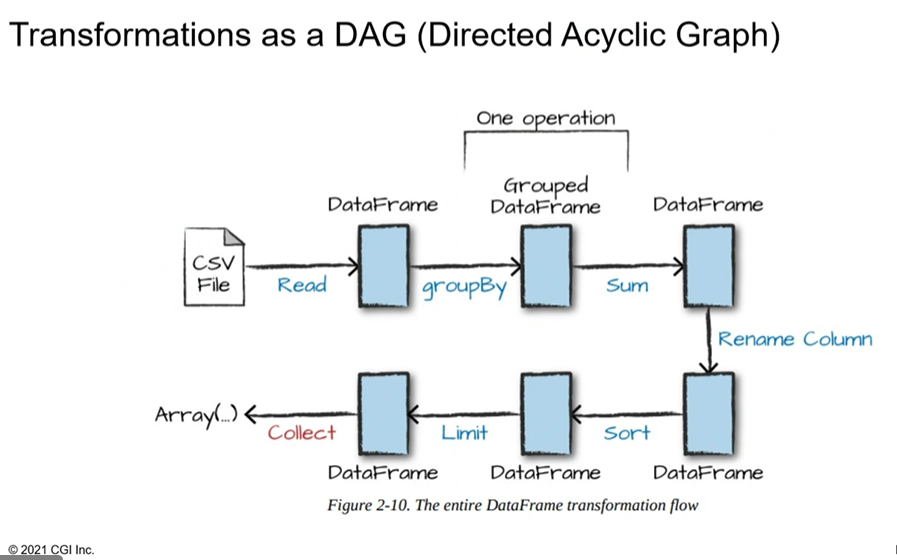 Transformations as a DAG (Directed Acyclic Graph)
One operation
DataFrame
Grouped
DataFrame
DataFrame
CSV
File
Read
groupBy
Sum
Rename Column
Array(...)
Collect
Limit
Sort
DataFrame
DataFrame
DataFrame
Figure 2-10. The entire DataFrame transformation flow
© 2021 CGI Inc.